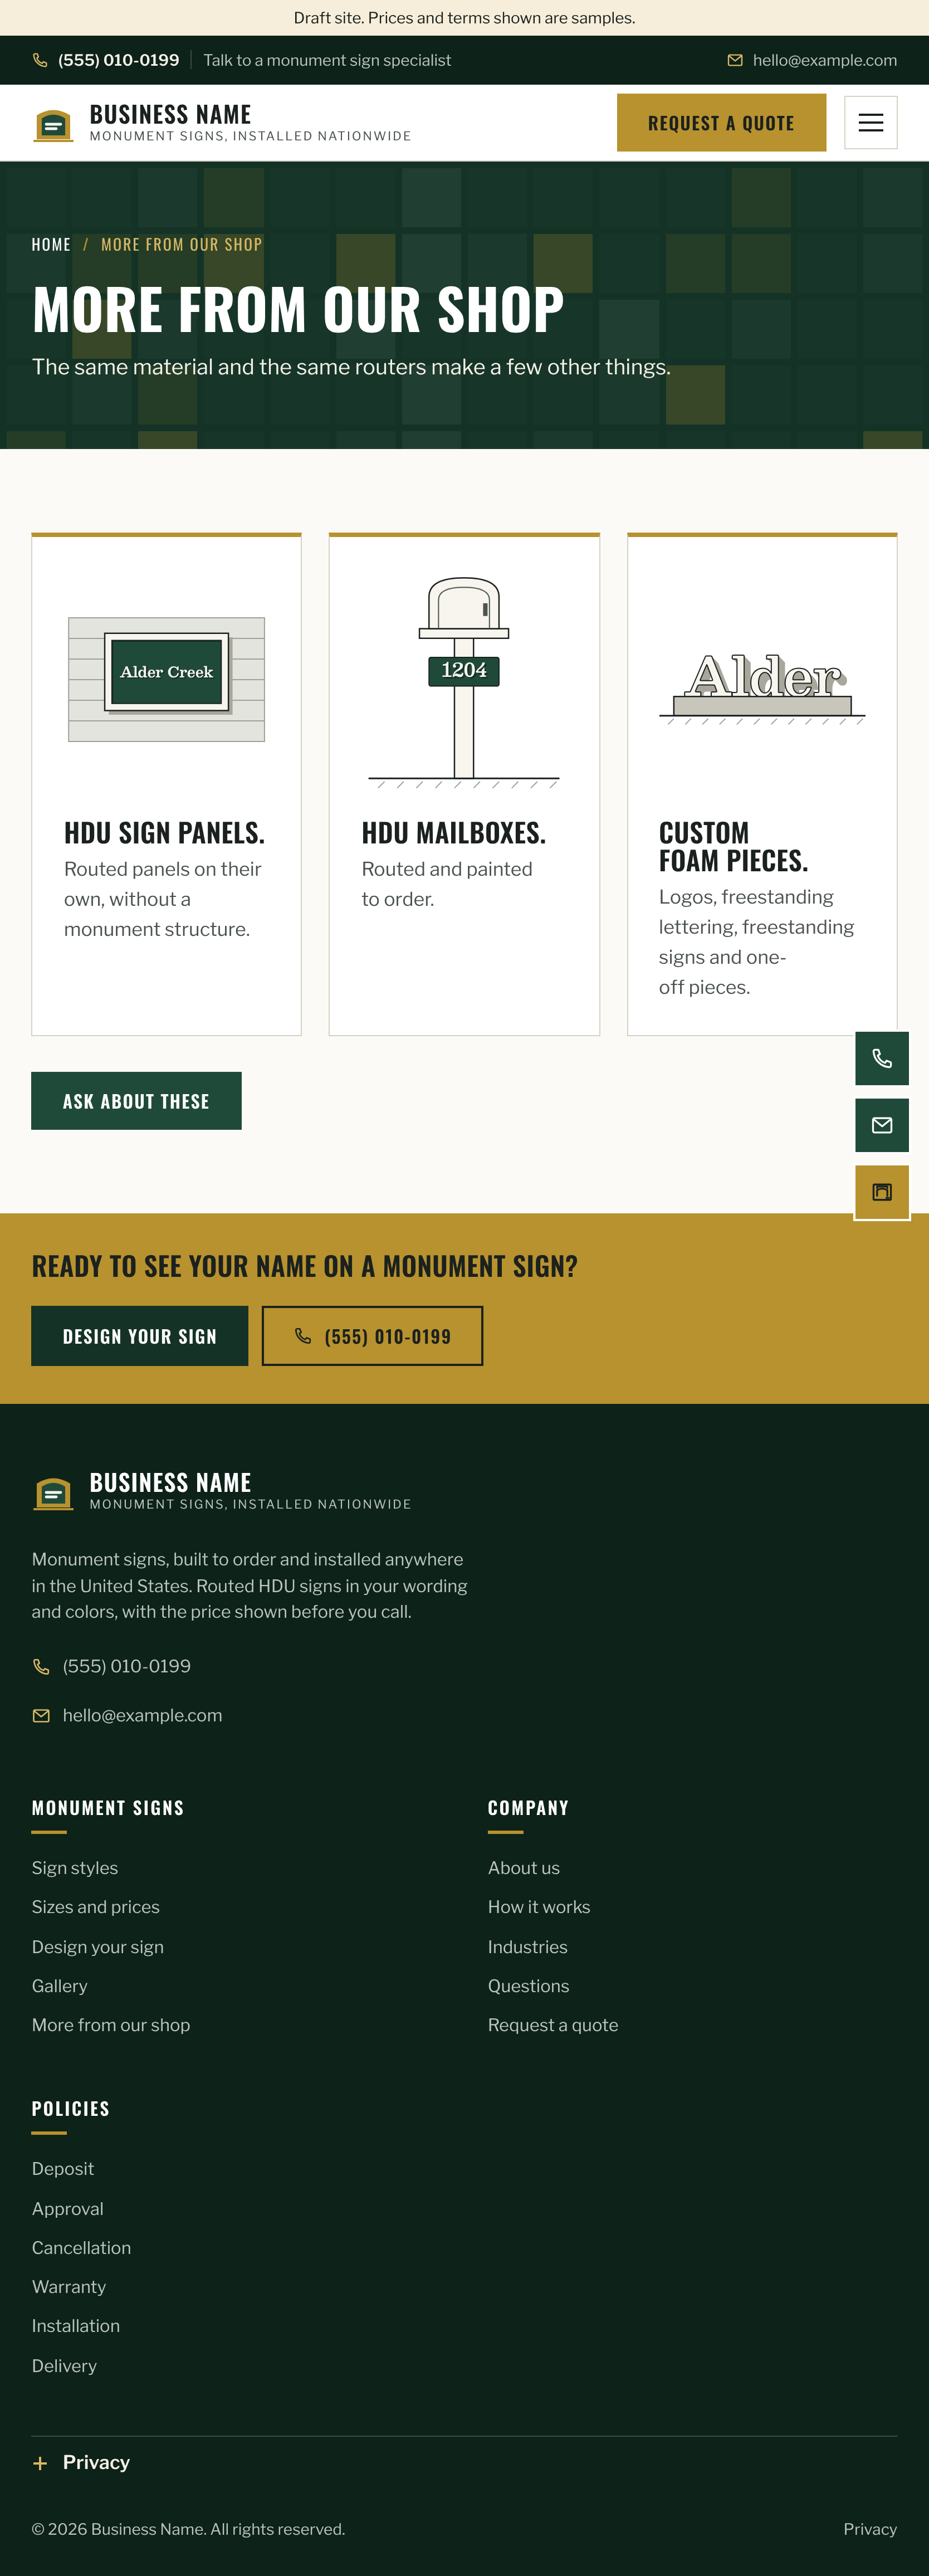 Draft site. Prices and terms shown are samples.
(555) 010-0199 Talk to a monument sign specialist hello@example.com
BUSINESS NAME
MONUMENT SIGNS, INSTALLED NATIONWIDE
REQUEST A QUOTE
HOME / MORE FROM OUR SHOP
MORE FROM OUR SHOP
The same material and the same routers make a few other things.
Alder Creek
HDU SIGN PANELS.
Routed panels on their
own, without a
monument structure.
1204
HDU MAILBOXES.
Routed and painted
to order.
Alder
CUSTOM
FOAM PIECES.
Logos, freestanding
lettering, freestanding
signs and one-
off pieces.
ASK ABOUT THESE
READY TO SEE YOUR NAME ON A MONUMENT SIGN?
DESIGN YOUR SIGN
(555) 010-0199
BUSINESS NAME
MONUMENT SIGNS, INSTALLED NATIONWIDE
Monument signs, built to order and installed anywhere
in the United States. Routed HDU signs in your wording
and colors, with the price shown before you call.
(555) 010-0199
hello@example.com
MONUMENT SIGNS
Sign styles
Sizes and prices
Design your sign
Gallery
More from our shop
COMPANY
About us
How it works
Industries
Questions
Request a quote
POLICIES
Deposit
Approval
Cancellation
Warranty
Installation
Delivery
+ Privacy
© 2026 Business Name. All rights reserved.
Privacy